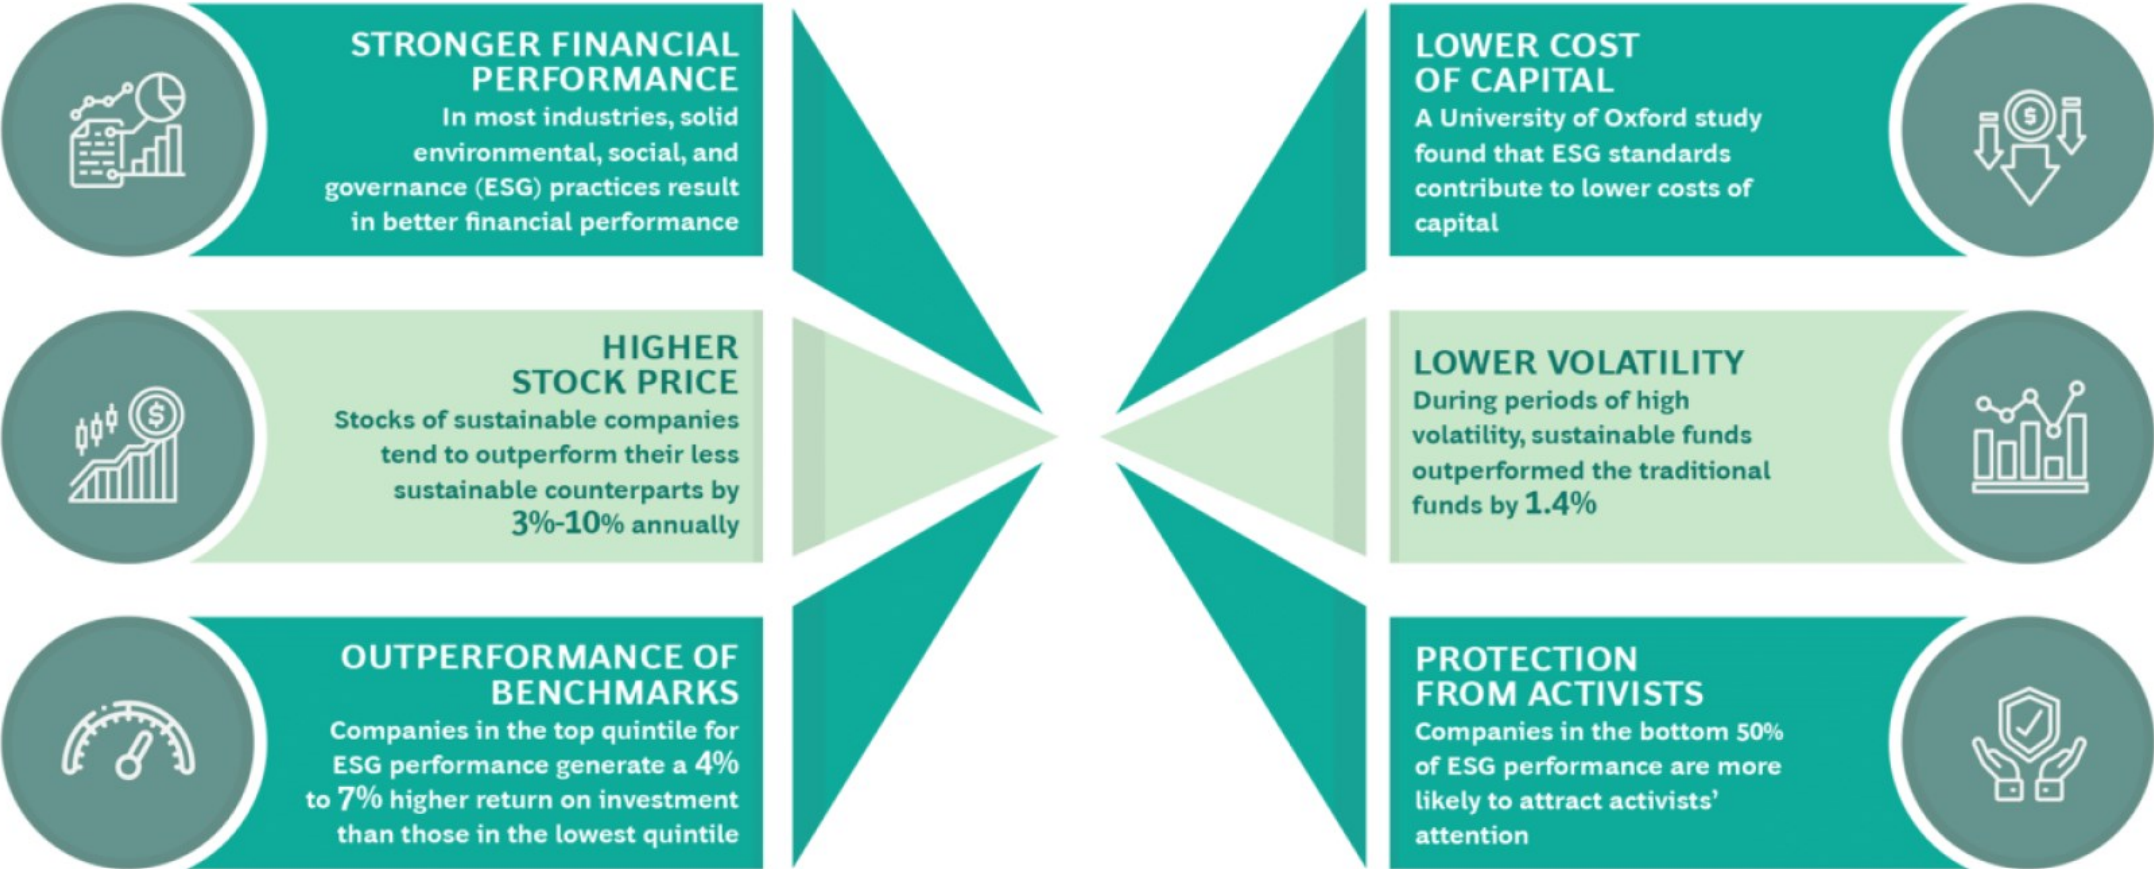 STRONGER FINANCIAL
PERFORMANCE
In most industries, solid
environmental, social, and
governance (ESG) practices result
in better financial performance
HIGHER
STOCK PRICE
Stocks of sustainable companies
tend to outperform their less
sustainable counterparts by
3%-10% annually
OUTPERFORMANCE OF
BENCHMARKS
Companies in the top quintile for
ESG performance generate a 4%
to 7% higher return on investment
than those in the lowest quintile
LOWER COST
OF CAPITAL
A University of Oxford study
found that ESG standards
contribute to lower costs of
capital
LOWER VOLATILITY
During periods of high
volatility, sustainable funds
outperformed the traditional
funds by 1.4%
PROTECTION
FROM ACTIVISTS
Companies in the bottom 50%
of ESG performance are more
likely to attract activists’
attention